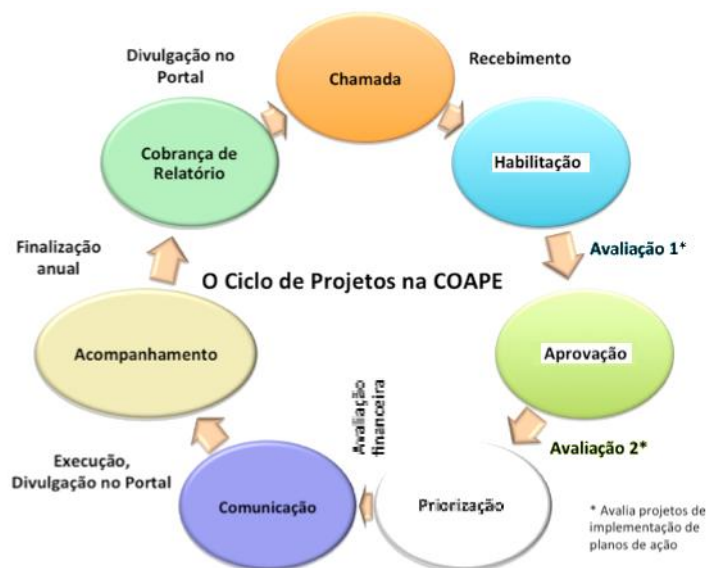 Divulgação no
Portal
Chamada
Recebimento
Cobrança de
Relatório
Habilitação
Finalização
anual
Avaliação 1*
O Ciclo de Projetos na COAPE
Acompanhamento
Aprovação
Avaliação
financeira
Avaliação 2*
Execução,
Divulgação no Portal
Comunicação
Priorização
* Avalia projetos de
implementação de
planos de ação